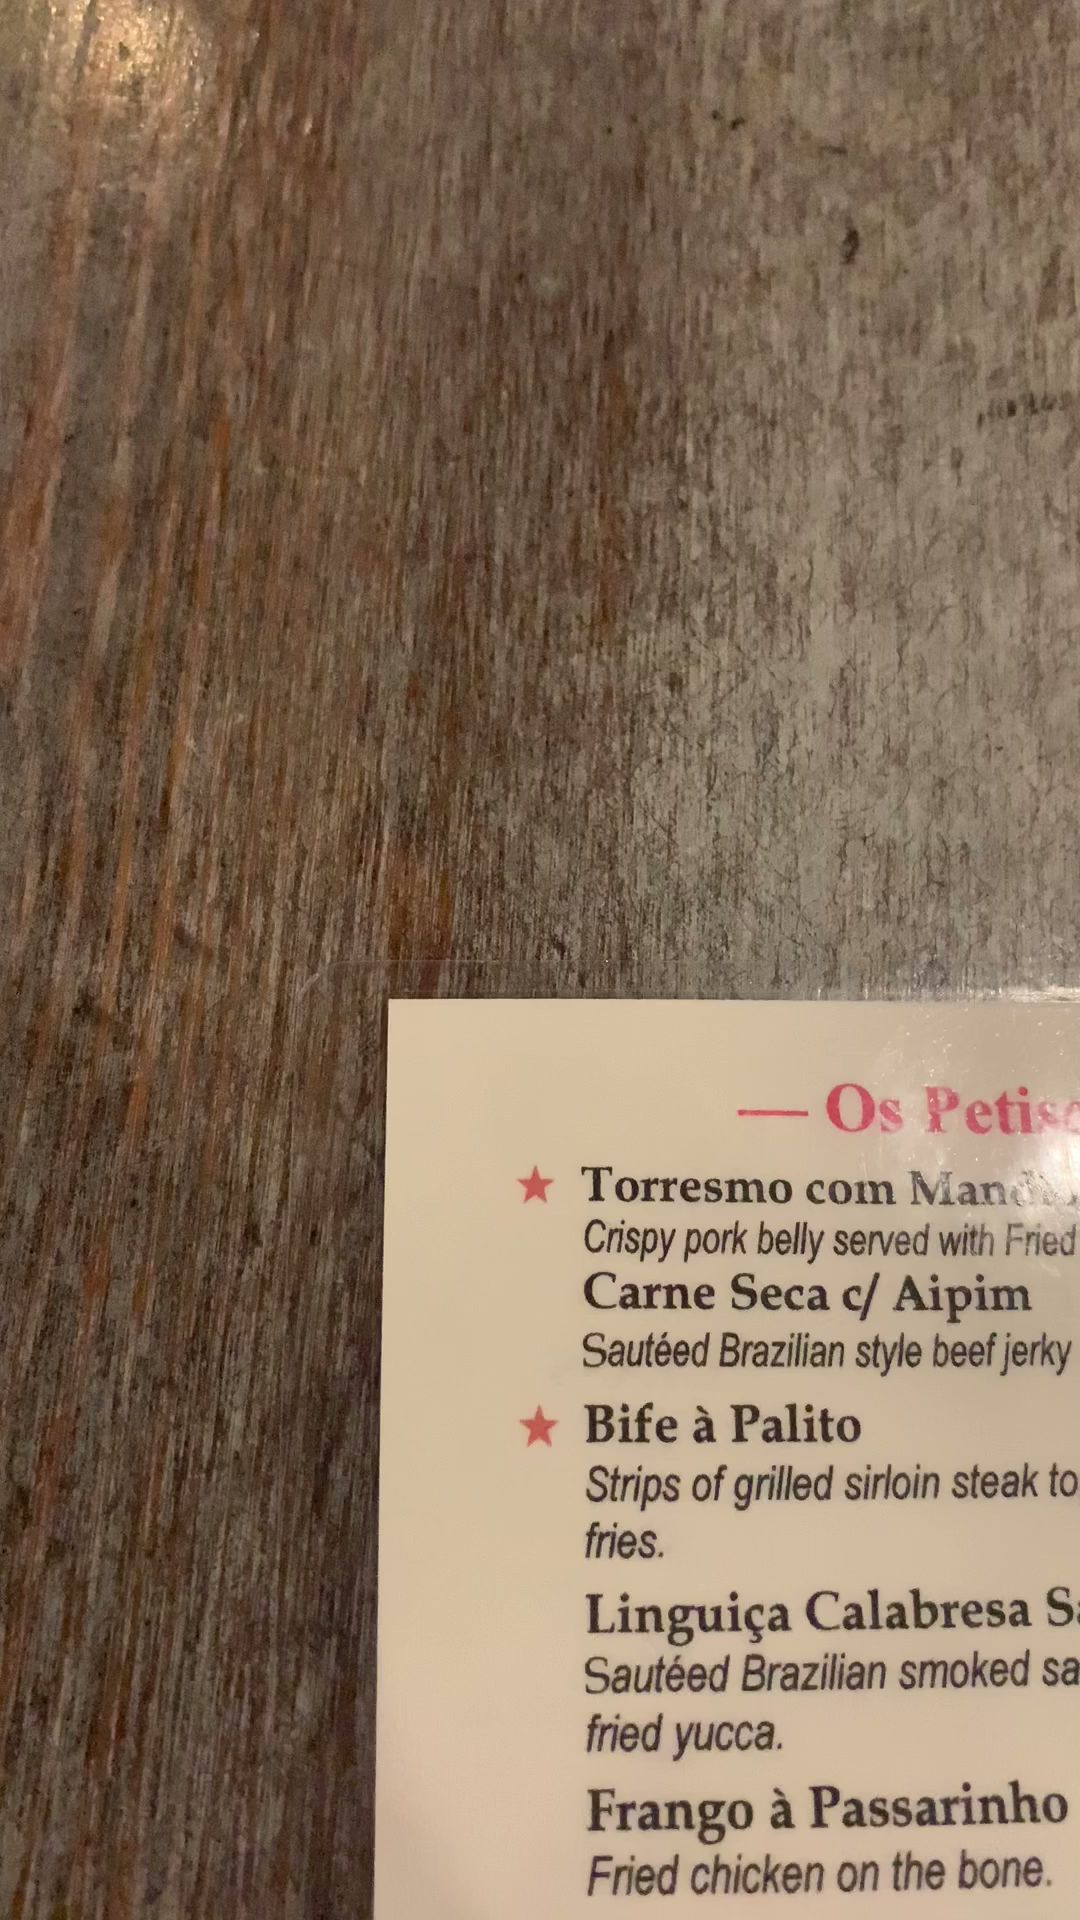 — Os
★ Torresmo com
Crispy pork belly served with Fried
Carne Seca c/ Aipim
Sautéed Brazilian style beef jerky
★ Bife à Palito
Strips of grilled sirloin steak
fries.
Linguiça Calabresa
Sautéed Brazilian smoked
fried yucca.
Frango à Passarinho
Fried chicken on the bone.